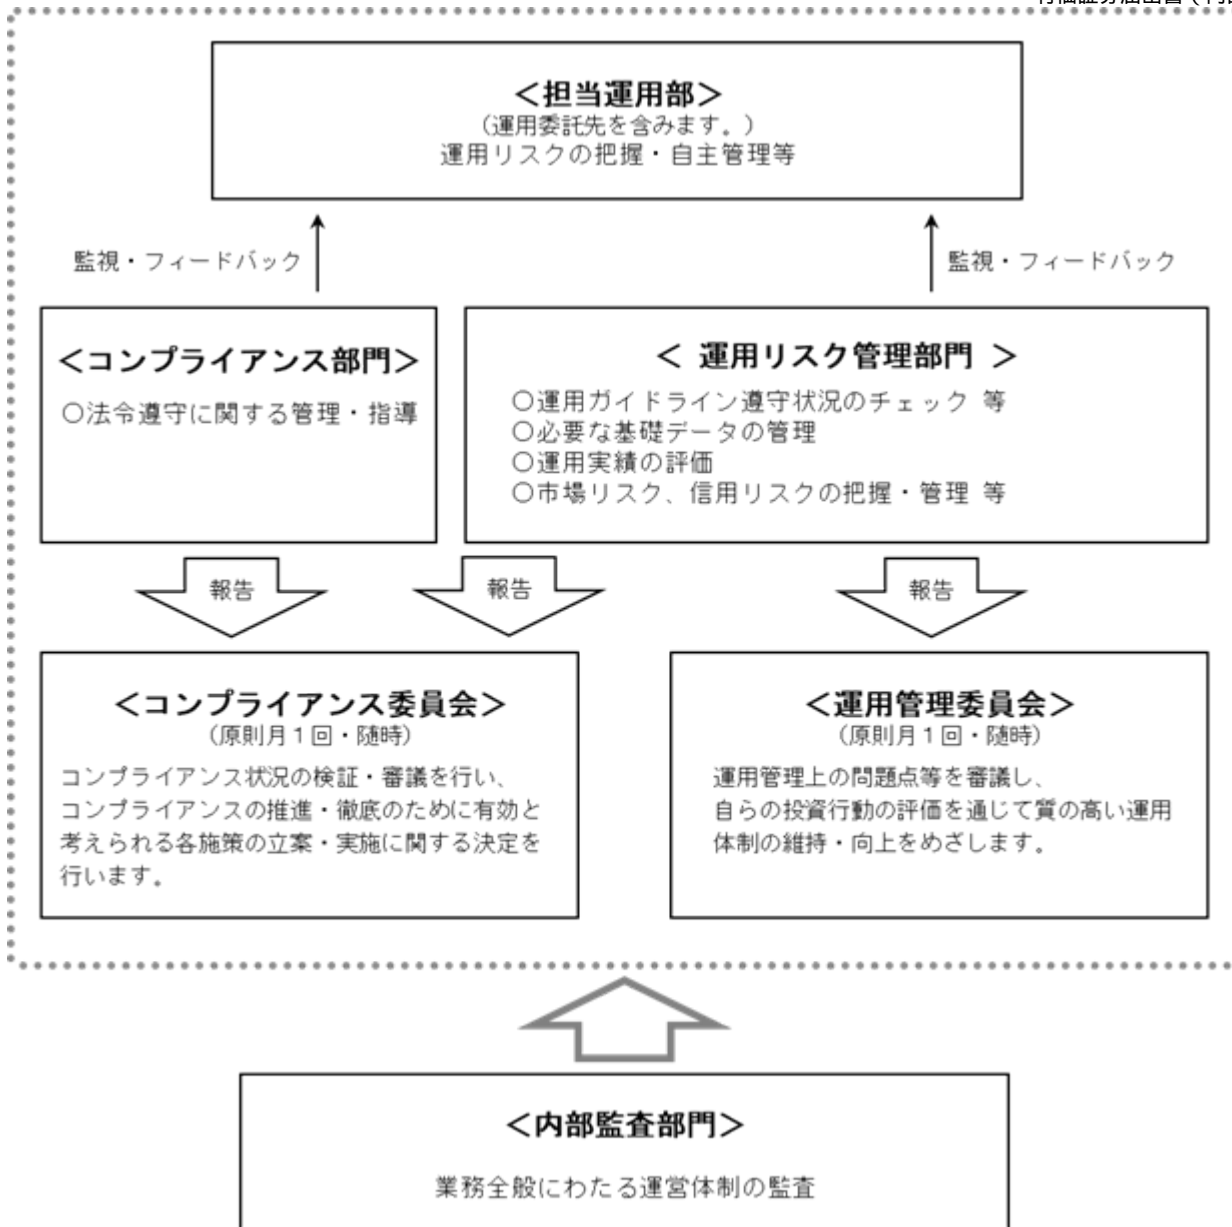 ＜担当運用部＞
（運用委託先を含みます。）
運用リスクの把握・自主管理等
監視・フィードバック
監視・フィードバック
＜コンプライアンス部門＞
○法令遵守に関する管理・指導
＜ 運用リスク管理部門 ＞
○運用ガイドライン遵守状況のチェック 等
○必要な基礎データの管理
○運用実績の評価
○市場リスク、信用リスクの把握・管理 等
報告
報告
報告
＜コンプライアンス委員会＞
（原則月１回・随時）
コンプライアンス状況の検証・審議を行い、
コンプライアンスの推進・徹底のために有効と
考えられる各施策の立案・実施に関する決定を
行います。
＜運用管理委員会＞
（原則月１回・随時）
運用管理上の問題点等を審議し、
自らの投資行動の評価を通じて質の高い運用
体制の維持・向上をめざします。
＜内部監査部門＞
業務全般にわたる運営体制の監査